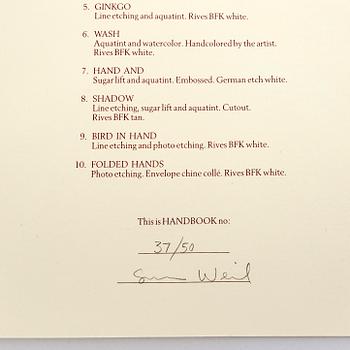 5. GINKGO
Line etching and aquatint. Rives BFK white.
6. WASH
Aquatint and watercolor. Handcolored by the artist.
Rives BFK white.
7. HAND AND
Sugar lift and aquatint. Embossed. German etch white.
8. SHADOW
Line etching, sugar lift and aquatint. Cutout.
Rives BFK tan.
9. BIRD IN HAND
Line etching and photo etching. Rives BFK white.
10. FOLDED HANDS
Photo etching. Envelope chine collé. Rives BFK white.
This is HANDBOOK no:
37/50
Weil